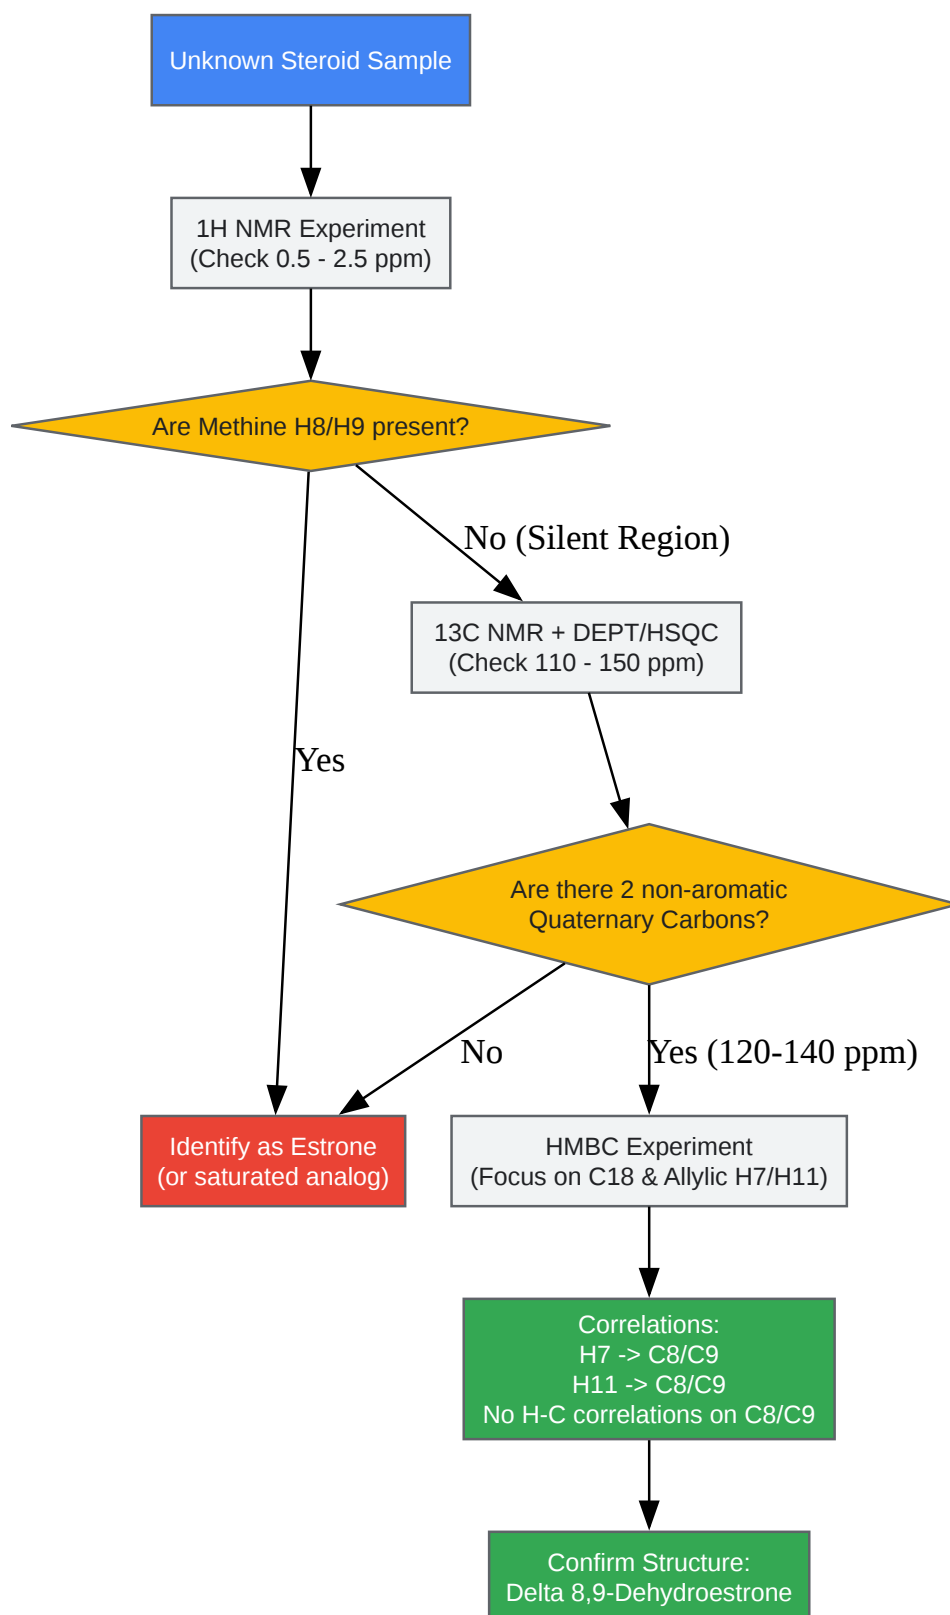 Unknown Steroid Sample
1H NMR Experiment
(Check 0.5 - 2.5 ppm)
Are Methine H8/H9 present?
No (Silent Region)
13C NMR + DEPT/HSQC
(Check 110 - 150 ppm)
Yes
Are there 2 non-aromatic
Quaternary Carbons?
No
Yes (120-140 ppm)
Identify as Estrone
(or saturated analog)
HMBC Experiment
(Focus on C18 & Allylic H7/H11)
Correlations:
H7 -> C8/C9
H11 -> C8/C9
No H-C correlations on C8/C9
Confirm Structure:
Delta 8,9-Dehydroestrone